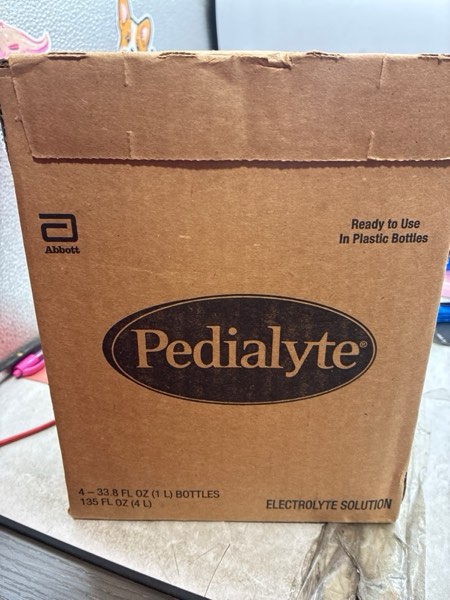 Abbott
Ready to Use
In Plastic Bottles
Pedialyte®
4 – 33.8 FL OZ (1 L) BOTTLES
135 FL OZ (4 L)
ELECTROLYTE SOLUTION